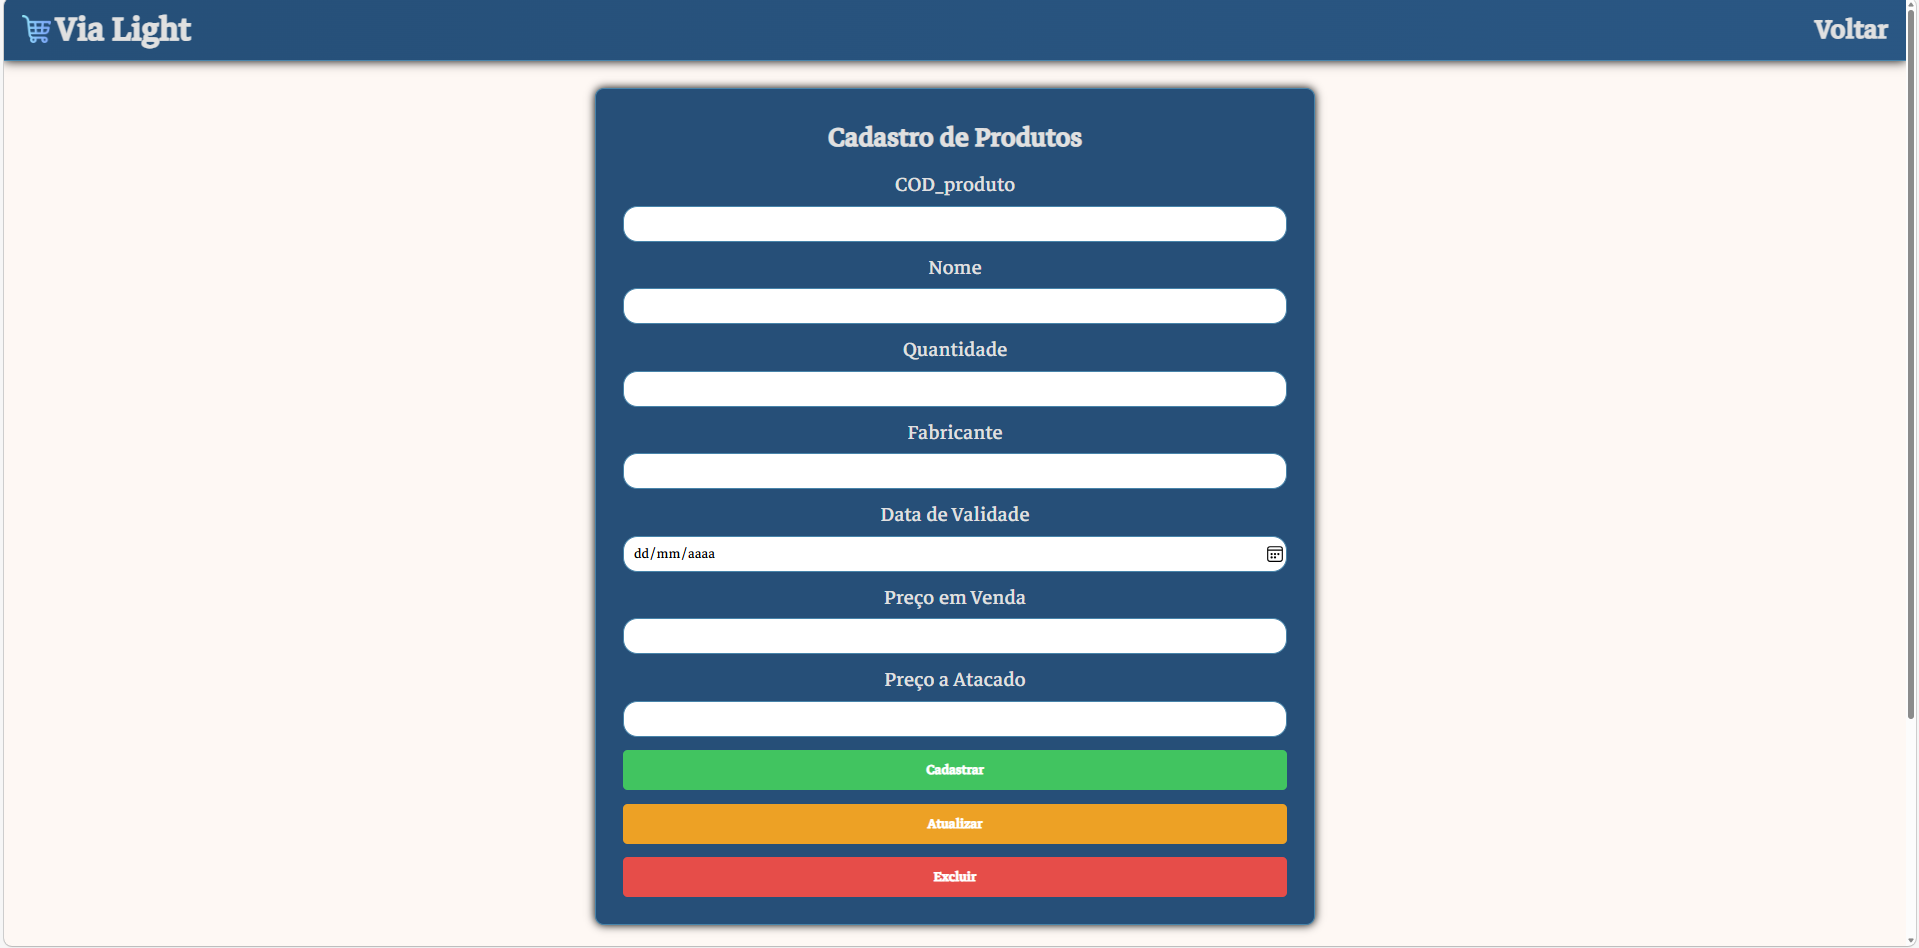 Via Light
Voltar
Cadastro de Produtos
COD_produto
Nome
Quantidade
Fabricante
Data de Validade
dd/mm/aaaa
Preço em Venda
Preço a Atacado
Cadastrar
Atualizar
Excluir